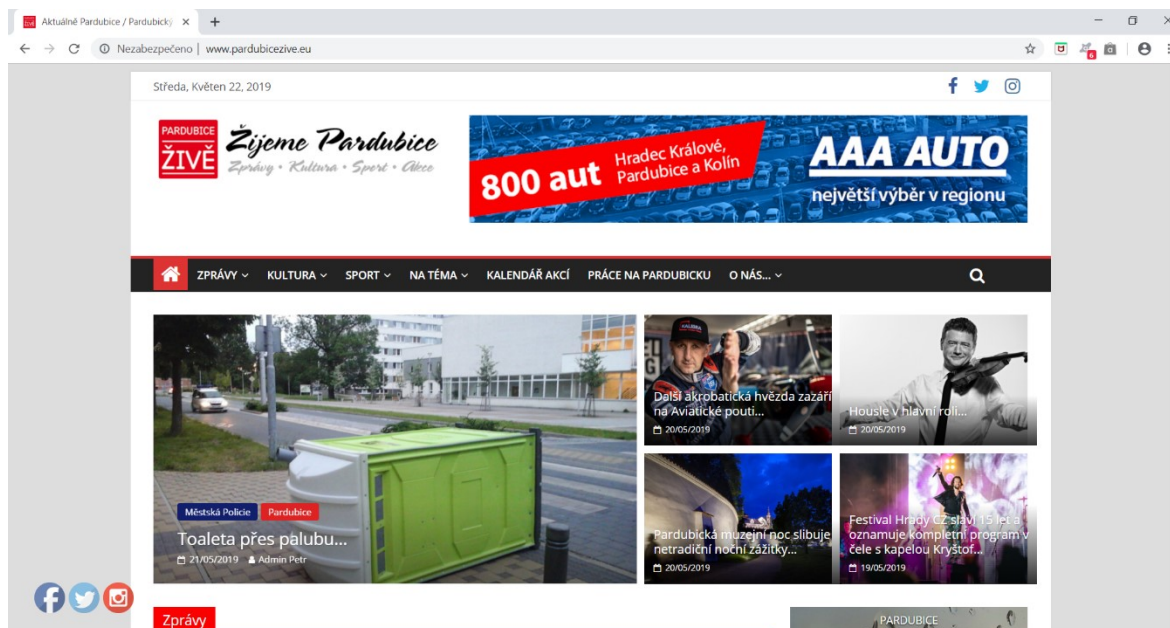 Aktuálně Pardubice / Pardubický
Nezabezpečeno | www.pardubicezive.eu
6
Středa, Květen 22, 2019
PARDUBICE
ŽIVĚ
Žijeme Pardubice
Zprávy • Kultura • Sport • Akce
800 aut
Hradec Králové,
Pardubice a Kolín
AAA AUTO
největší výběr v regionu
ZPRÁVY
KULTURA
SPORT
NA TÉMA
KALENDÁŘ AKCÍ
PRÁCE NA PARDUBICKU
O NÁS...
Městská Policie
Pardubice
Toaleta přes palubu...
21/05/2019 Admin Petr
Další akrobatická hvězda zazáří
na Aviatické pouti...
20/05/2019
Housle v hlavní roli...
20/05/2019
Pardubická muzejní noc slibuje
netradiční noční zážitky...
20/05/2019
Festival Hrady CZ slaví 15 let a
oznamuje kompletní program v
čele s kapelou Kryštof...
19/05/2019
Zprávy
PARDUBICE